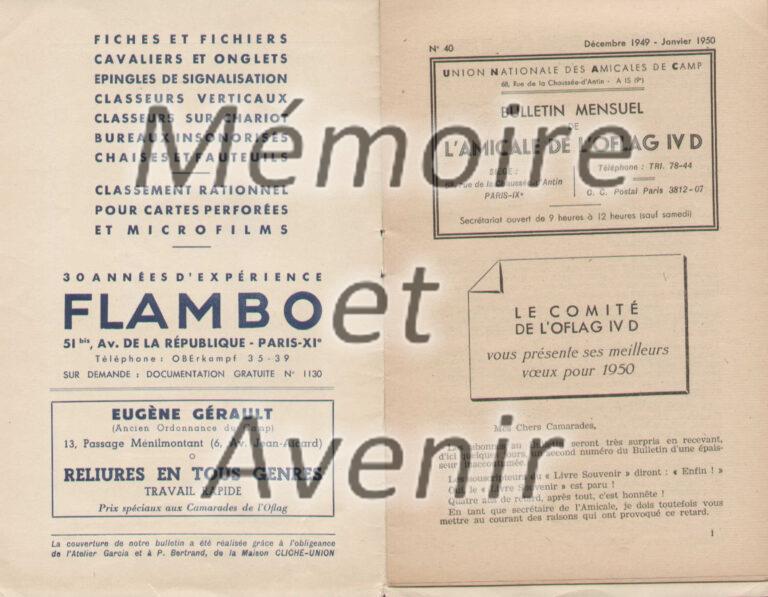 FICHES ET FICHIERS
CAVALIERS ET ONGLETS
EPINGLES DE SIGNALISATION
CLASSEURS VERTICAUX
CLASSEURS SUR CHARIOT
BUREAUX INSONORISÉS
CHAISES ET FAUTEUILS
CLASSEMENT RATIONNEL
POUR CARTES PERFORÉES
ET MICROFILMS
30 ANNÉES D'EXPÉRIENCE
FLAMBO
51 bis, Av. DE LA RÉPUBLIQUE - PARIS-XIe
Téléphone : OBErkampf 35-39
SUR DEMANDE : DOCUMENTATION GRATUITE N° 1130
EUGÈNE GÉRAULT
(Ancien Ordonnance du Camp)
13, Passage Ménilmontant (6, Av. Jean-Aicard)
O
RELIURES EN TOUS GENRES
TRAVAIL RAPIDE
Prix spéciaux aux Camarades de l'Oflag
La couverture de notre bulletin a été réalisée grâce à l'obligeance
de l'Atelier Garcia et à P. Bertrand, de la Maison CLICHÉ-UNION
N° 40 Décembre 1949 - Janvier 1950
UNION NATIONALE DES AMICALES DE CAMP
68, Rue de la Chaussée-d'Antin - A 15 (P)
BULLETIN MENSUEL
DE
L'AMICALE DE L'OFLAG IV D
SIÈGE :
68, rue de la Chaussée-d'Antin
PARIS-IXe
Téléphone : TRI. 78-44
C. C. Postal Paris 3812-07
Secrétariat ouvert de 9 heures à 12 heures (sauf samedi)
LE COMITÉ
DE L'OFLAG IV D
vous présente ses meilleurs
vœux pour 1950
Mes Chers Camarades,
Les abonnés au seront très surpris en recevant,
d'ici quelques jours, un second numéro du Bulletin d'une épais-
seur inaccoutumée.
Les souscripteurs du « Livre Souvenir » diront : « Enfin ! »
Oui le « Livre Souvenir » est paru !
Quatre ans de retard, après tout, c'est honnête !
En tant que secrétaire de l'Amicale, je dois toutefois vous
mettre au courant des raisons qui ont provoqué ce retard.
1
Mémoire
et
Avenir